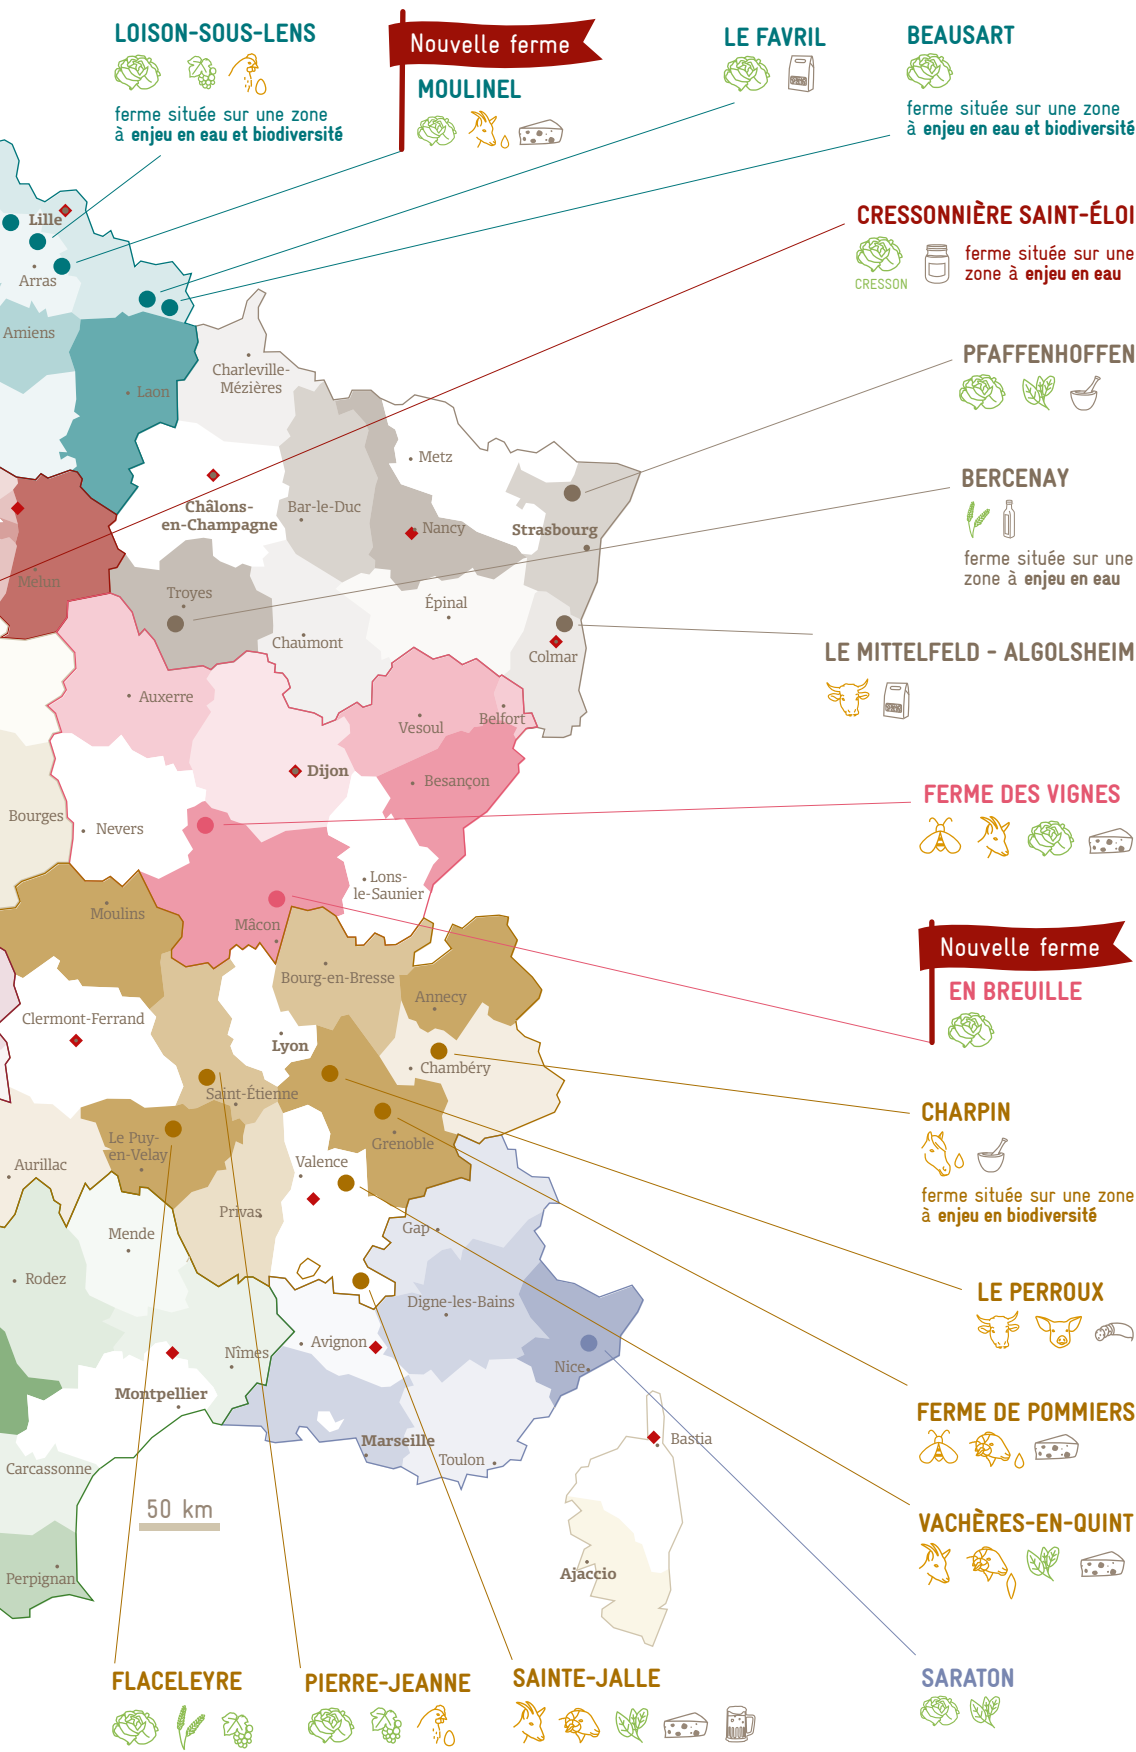 LOISON-SOUS-LENS
ferme située sur une zone
à enjeu en eau et biodiversité
Nouvelle ferme
MOULINEL
LE FAVRIL
BEAUSART
ferme située sur une zone
à enjeu en eau et biodiversité
CRESSONNIÈRE SAINT-ÉLOI
CRESSON
ferme située sur une
zone à enjeu en eau
PFAFFENHOFFEN
BERCENAY
ferme située sur une
zone à enjeu en eau
LE MITTELFELD - ALGOLSHEIM
FERME DES VIGNES
Nouvelle ferme
EN BREUILLE
CHARPIN
ferme située sur une zone
à enjeu en biodiversité
LE PERROUX
FERME DE POMMIERS
VACHÈRES-EN-QUINT
SARATON
FLACELEYRE
PIERRE-JEANNE
SAINTE-JALLE
Lille
Arras
Amiens
Laon
Charleville-
Mézières
Metz
Châlons-
en-Champagne
Bar-le-Duc
Nancy
Strasbourg
Melun
Troyes
Épinal
Chaumont
Colmar
Auxerre
Vesoul
Belfort
Dijon
Besançon
Bourges
Nevers
Lons-
le-Saunier
Moulins
Mâcon
Bourg-en-Bresse
Annecy
Clermont-Ferrand
Lyon
Chambéry
Saint-Étienne
Le Puy-
en-Velay
Grenoble
Aurillac
Valence
Privas
Mende
Gap
Rodez
Digne-les-Bains
Avignon
Nîmes
Nice
Montpellier
Marseille
Toulon
Bastia
Carcassonne
50 km
Perpignan
Ajaccio